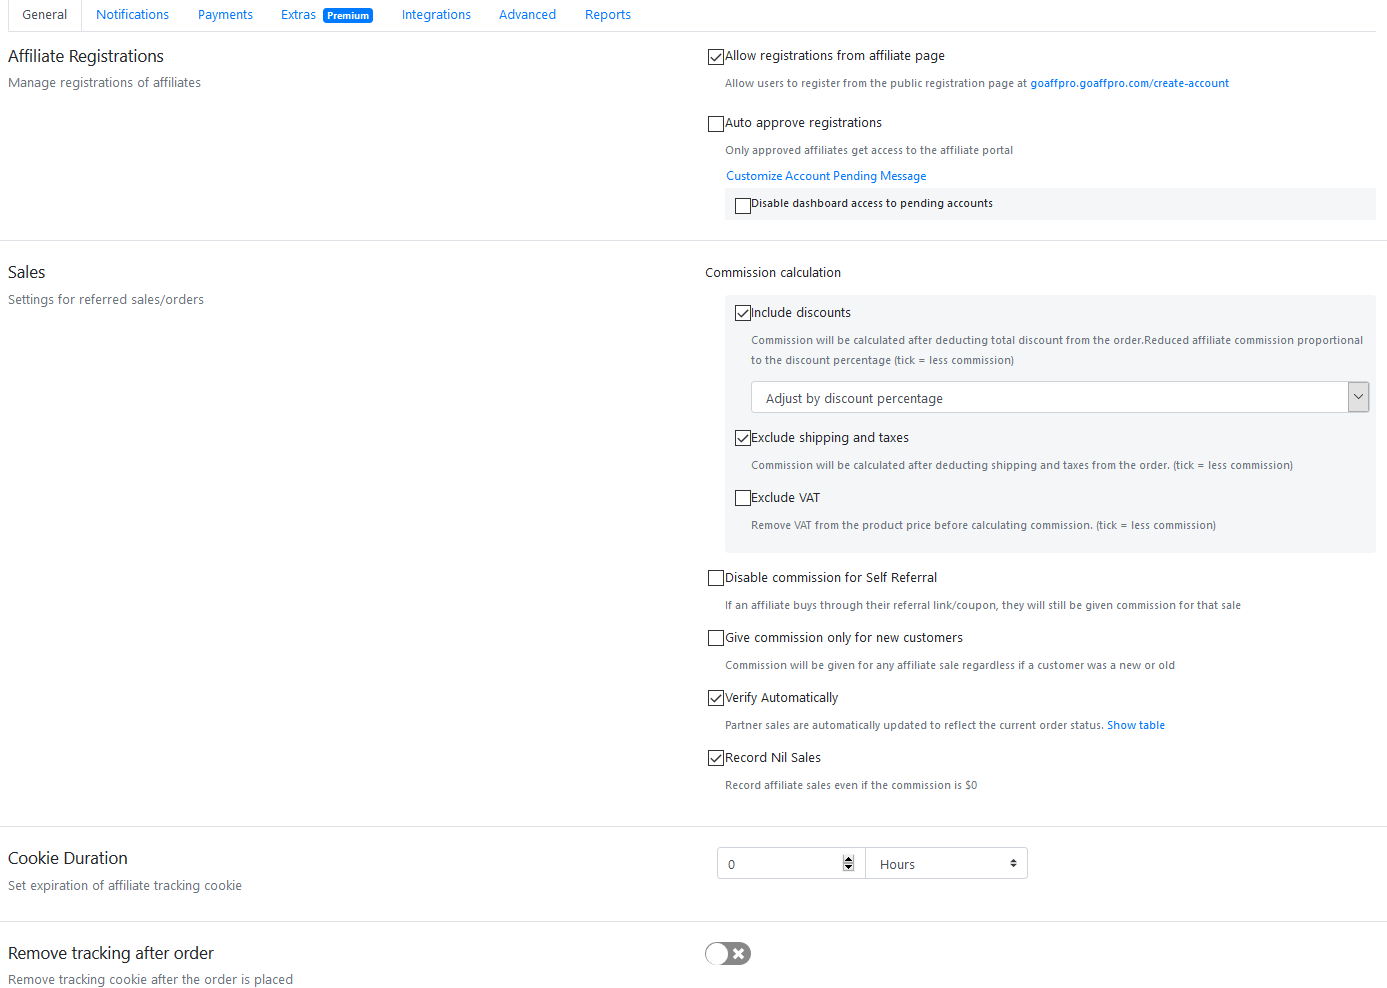 General Notifications Payments Extras Premium Integrations Advanced Reports
Affiliate Registrations
Manage registrations of affiliates
Allow registrations from affiliate page
Allow users to register from the public registration page at goaffpro.goaffpro.com/create-account
Auto approve registrations
Only approved affiliates get access to the affiliate portal
Customize Account Pending Message
Disable dashboard access to pending accounts
Sales
Settings for referred sales/orders
Commission calculation
Include discounts
Commission will be calculated after deducting total discount from the order.Reduced affiliate commission proportional
to the discount percentage (tick = less commission)
Adjust by discount percentage
Exclude shipping and taxes
Commission will be calculated after deducting shipping and taxes from the order. (tick = less commission)
Exclude VAT
Remove VAT from the product price before calculating commission. (tick = less commission)
Disable commission for Self Referral
If an affiliate buys through their referral link/coupon, they will still be given commission for that sale
Give commission only for new customers
Commission will be given for any affiliate sale regardless if a customer was a new or old
Verify Automatically
Partner sales are automatically updated to reflect the current order status. Show table
Record Nil Sales
Record affiliate sales even if the commission is $0
Cookie Duration
Set expiration of affiliate tracking cookie
0 Hours
Remove tracking after order
Remove tracking cookie after the order is placed